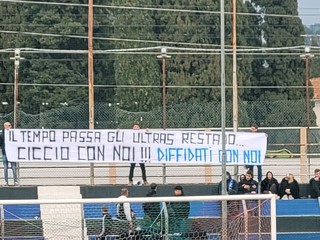 IL TEMPO PASSA GLI ULTRAS RESTANO...
CICCIO CON NOI!!! DIFFIDATI CON NOI